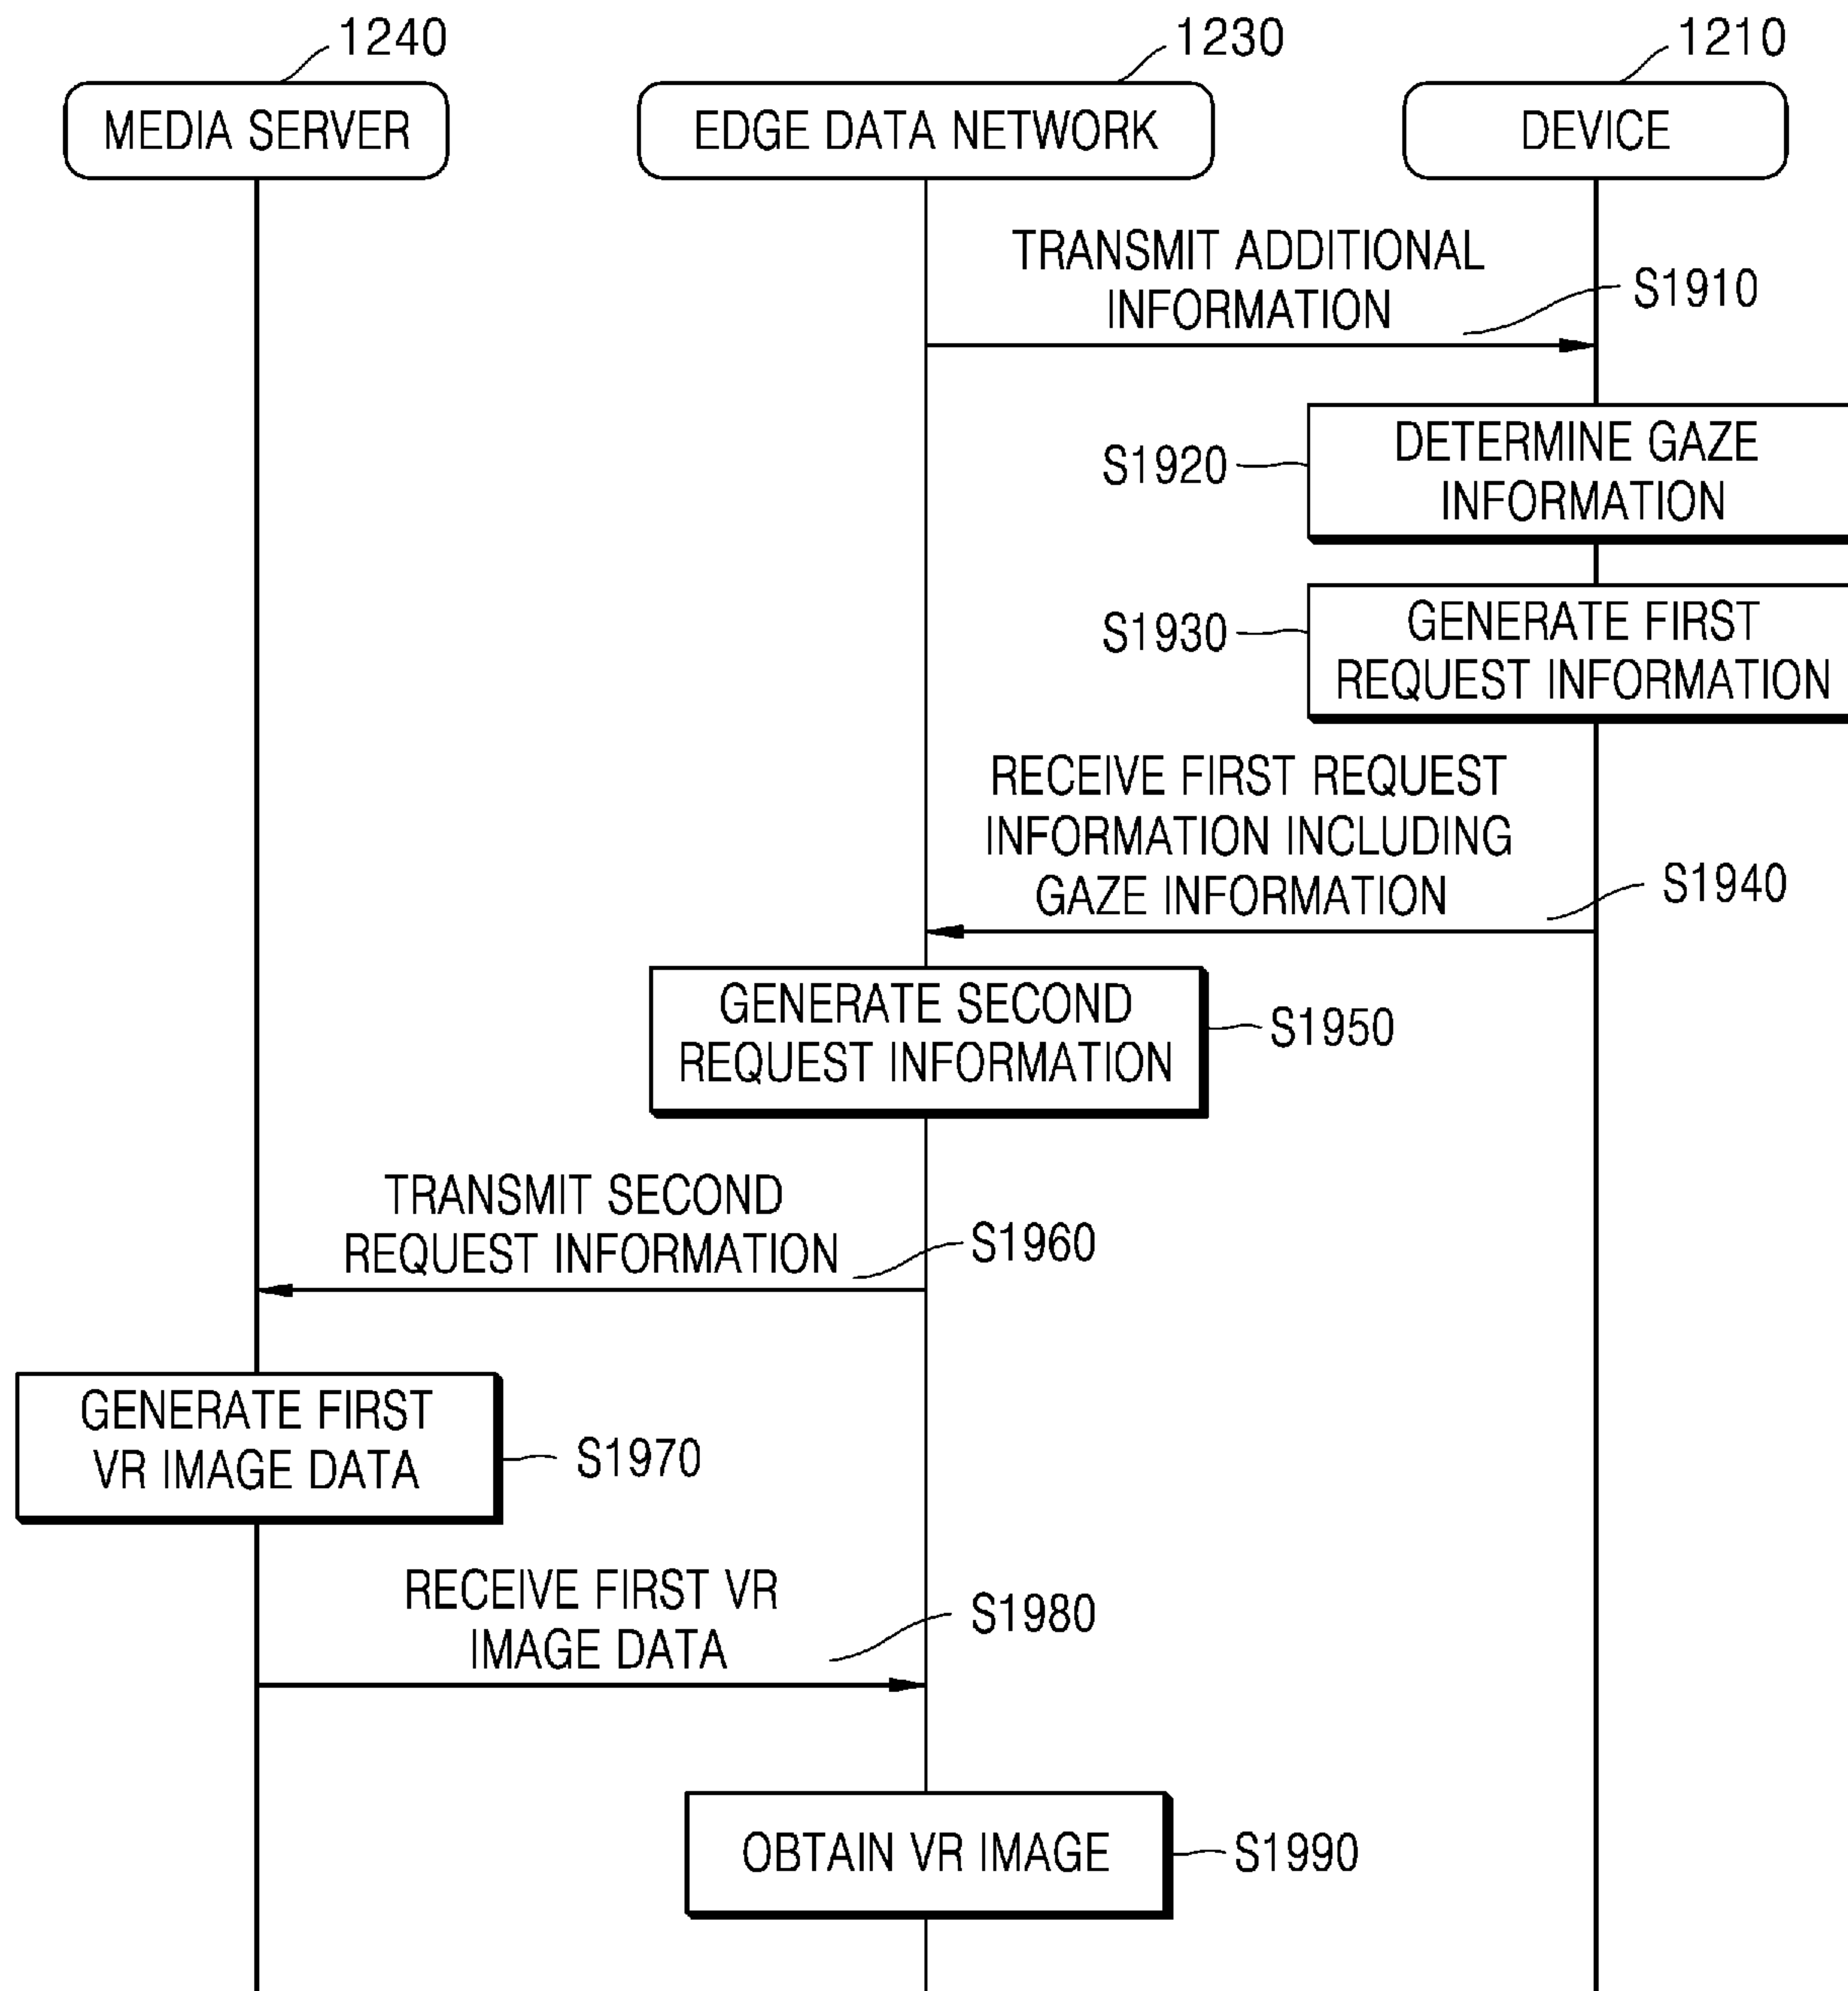 1240
1230
1210
MEDIA SERVER
EDGE DATA NETWORK
DEVICE
TRANSMIT ADDITIONAL
INFORMATION
S1910
S1920
DETERMINE GAZE
INFORMATION
S1930
GENERATE FIRST
REQUEST INFORMATION
RECEIVE FIRST REQUEST
INFORMATION INCLUDING
GAZE INFORMATION
S1940
GENERATE SECOND
REQUEST INFORMATION
S1950
TRANSMIT SECOND
REQUEST INFORMATION
S1960
GENERATE FIRST
VR IMAGE DATA
S1970
RECEIVE FIRST VR
IMAGE DATA
S1980
OBTAIN VR IMAGE
S1990